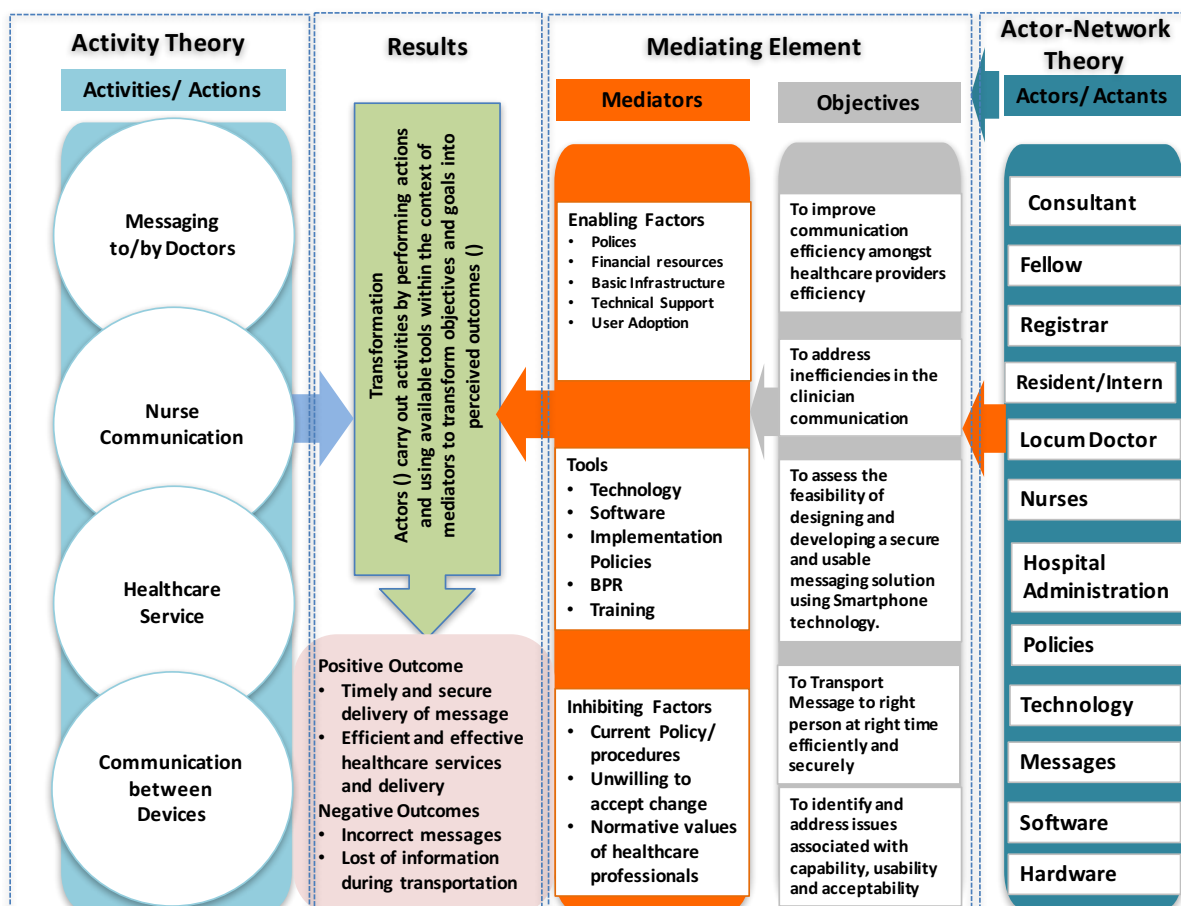 Activity Theory
Activities/ Actions
Messaging
to/by Doctors
Nurse
Communication
Healthcare
Service
Communication
between
Devices
Results
Transformation
Actors () carry out activities by performing actions
and using available tools within the context of
mediators to transform objectives and goals into
perceived outcomes ()
Positive Outcome
• Timely and secure
delivery of message
• Efficient and effective
healthcare services
and delivery
Negative Outcomes
• Incorrect messages
• Lost of information
during transportation
Mediating Element
Mediators
Enabling Factors
• Polices
• Financial resources
• Basic Infrastructure
• Technical Support
• User Adoption
Tools
• Technology
• Software
• Implementation
Policies
• BPR
• Training
Inhibiting Factors
• Current Policy/
procedures
• Unwilling to
accept change
• Normative values
of healthcare
professionals
Objectives
To improve
communication
efficiency amongst
healthcare providers
efficiency
To address
inefficiencies in the
clinician
communication
To assess the
feasibility of
designing and
developing a secure
and usable
messaging solution
using Smartphone
technology.
To Transport
Message to right
person at right time
efficiently and
securely
To identify and
address issues
associated with
capability, usability
and acceptability
Actor-Network
Theory
Actors/ Actants
Consultant
Fellow
Registrar
Resident/Intern
Locum Doctor
Nurses
Hospital
Administration
Policies
Technology
Messages
Software
Hardware